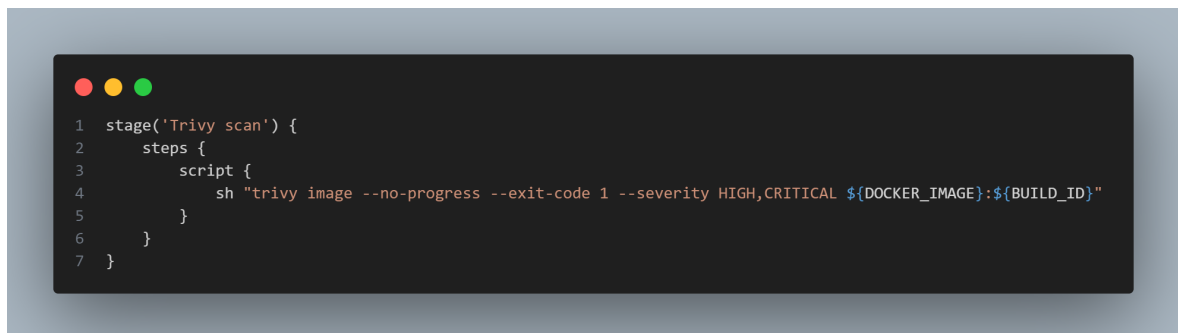 1 stage('Trivy scan') {
2     steps {
3         script {
4             sh "trivy image --no-progress --exit-code 1 --severity HIGH,CRITICAL ${DOCKER_IMAGE}:${BUILD_ID}"
5         }
6     }
7 }